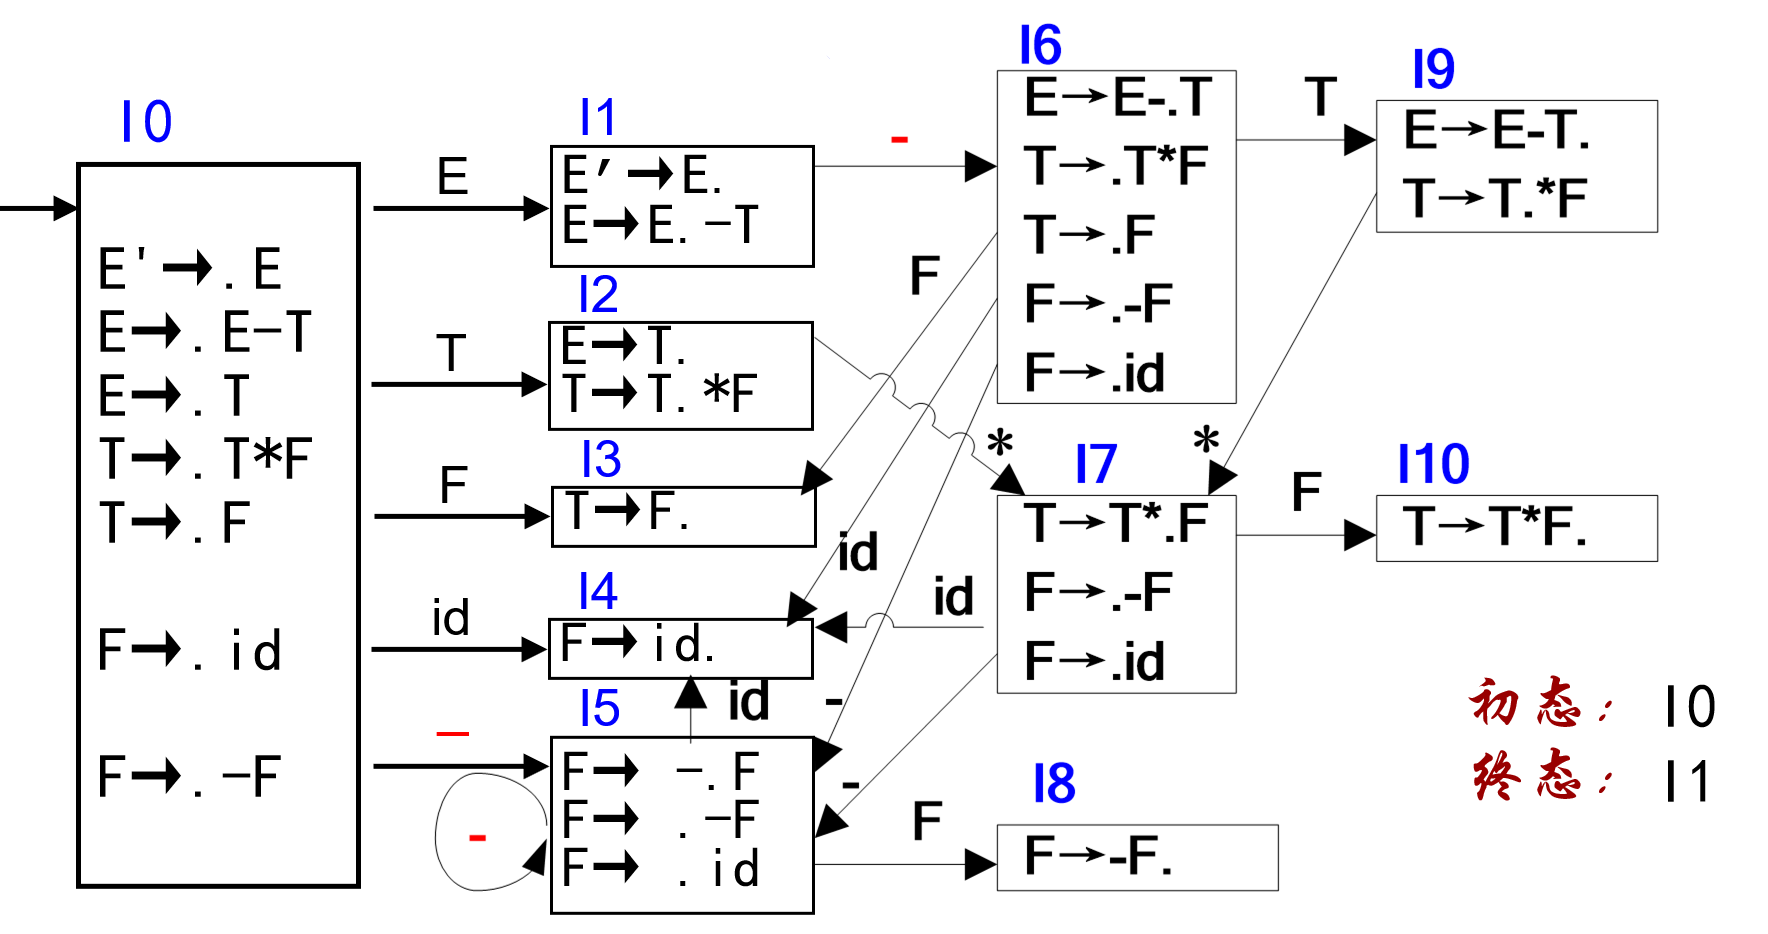 I0
E'→.E
E→.E-T
E→.T
T→.T*F
T→.F
F→.id
F→.-F
E
T
F
id
-
-
I1
E′→E.
E→E.-T
I2
E→T.
T→T.*F
I3
T→F.
I4
F→id.
id
I5
F→ -.F
F→ .-F
F→ .id
-
F
id
id
-
-
F
*
*
I6
E→E-.T
T→.T*F
T→.F
F→.-F
F→.id
I7
T→T*.F
F→.-F
F→.id
I8
F→-F.
T
I9
E→E-T.
T→T.*F
F
I10
T→T*F.
初态： I0
终态： I1